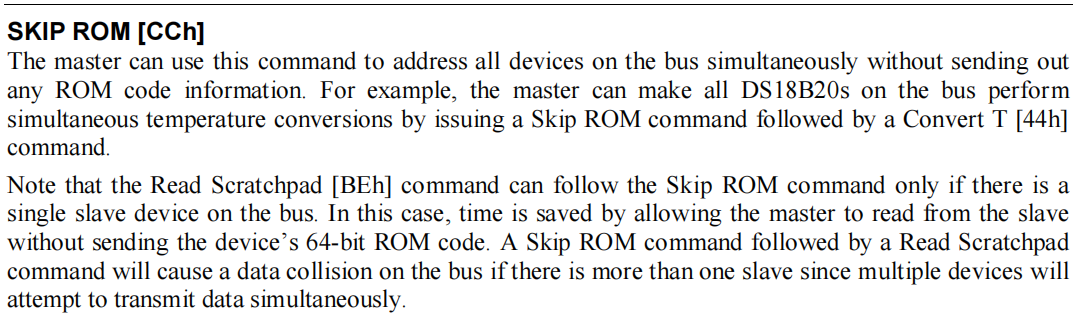 SKIP ROM [CCh]
The master can use this command to address all devices on the bus simultaneously without sending out
any ROM code information. For example, the master can make all DS18B20s on the bus perform
simultaneous temperature conversions by issuing a Skip ROM command followed by a Convert T [44h]
command.
Note that the Read Scratchpad [BEh] command can follow the Skip ROM command only if there is a
single slave device on the bus. In this case, time is saved by allowing the master to read from the slave
without sending the device's 64-bit ROM code. A Skip ROM command followed by a Read Scratchpad
command will cause a data collision on the bus if there is more than one slave since multiple devices will
attempt to transmit data simultaneously.